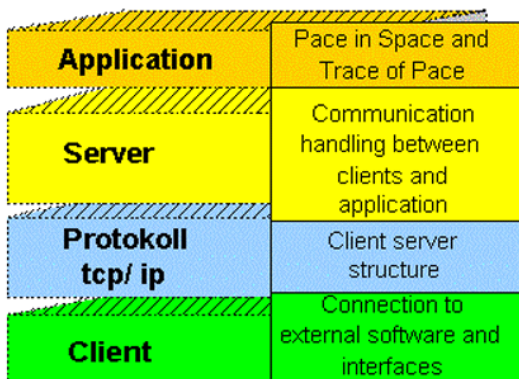 Application
Pace in Space and
Trace of Pace
Server
Communication
handling between
clients and
application
Protokoll
tcp/ ip
Client server
structure
Client
Connection to
external software and
interfaces